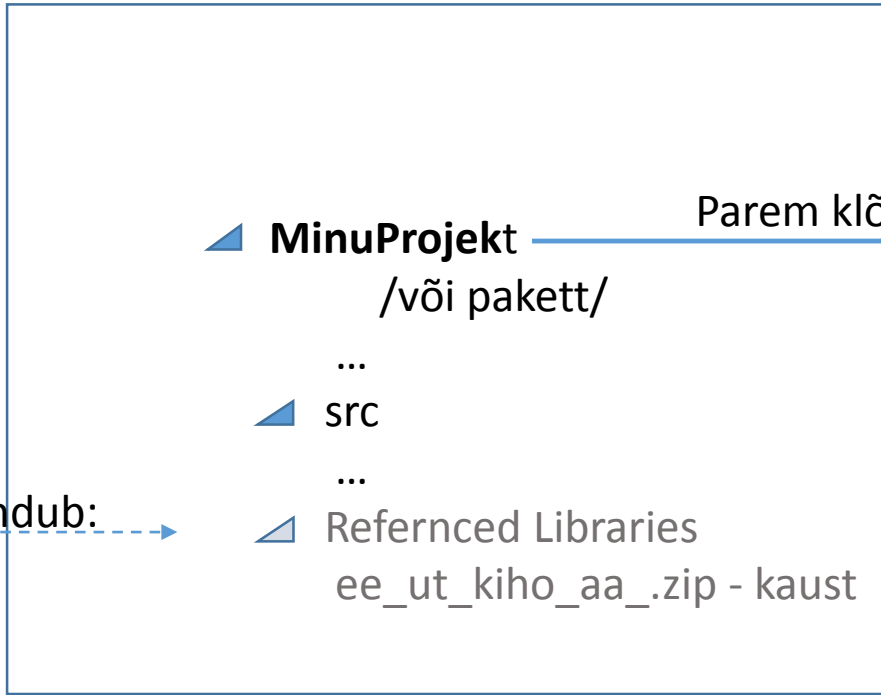 Parem klõ
MinuProjekt
/või pakett/
...
src
...
ndub:
Refernced Libraries
ee_ut_kiho_aa_.zip - kaust